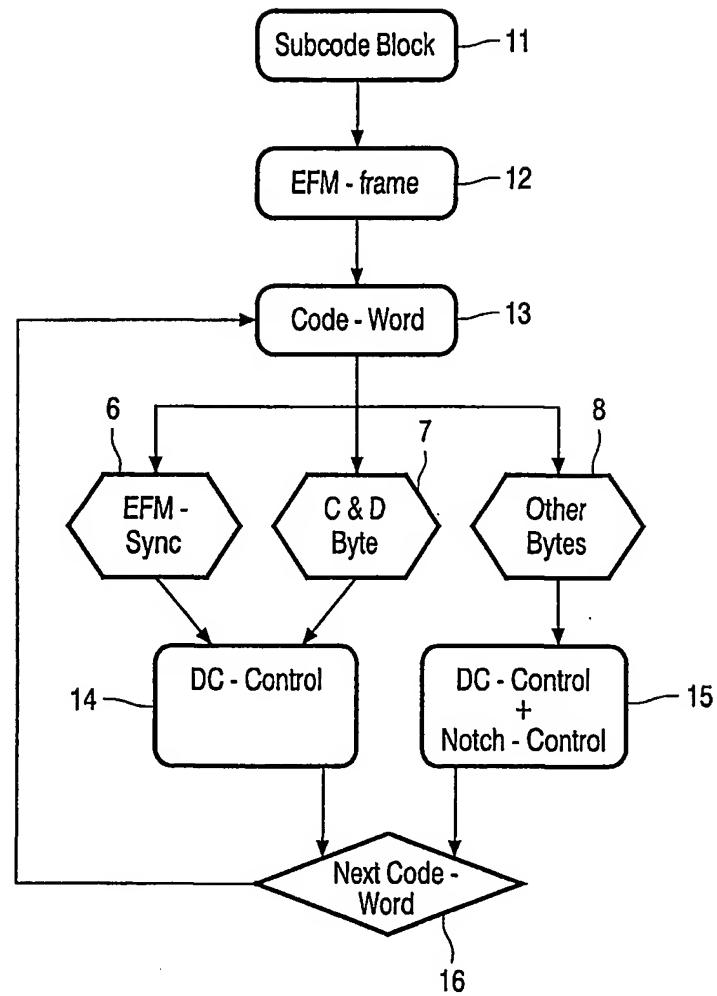 Subcode Block
11
EFM - frame
12
Code - Word
13
6
7
8
EFM -
Sync
C & D
Byte
Other
Bytes
14
DC - Control
DC - Control
+
Notch - Control
15
Next Code -
Word
16